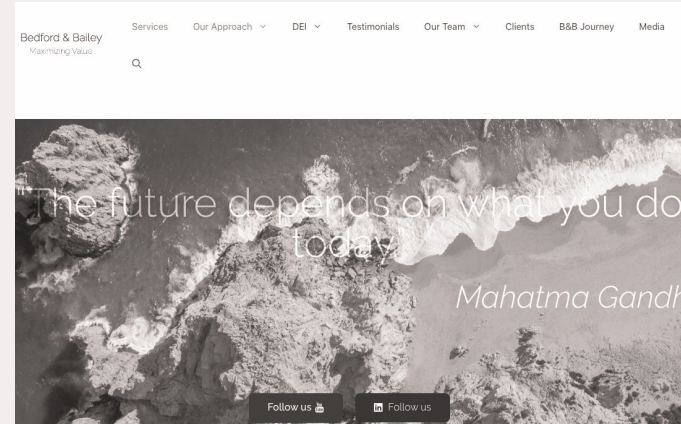 Services Our Approach DEI Testimonials Our Team Clients B&B Journey Media
Bedford & Bailey
Maximizing Value
"The future depends on what you do
today"
Mahatma Gandh
Follow us Follow us